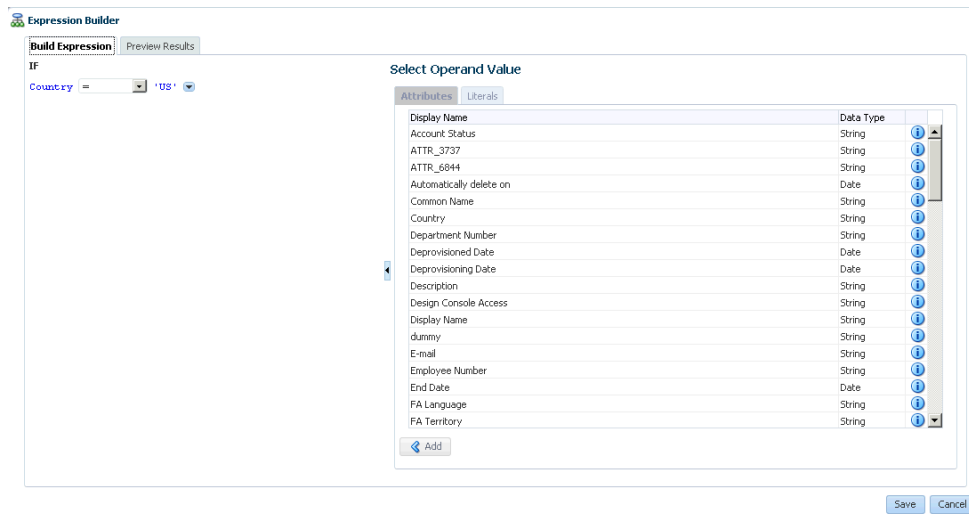 Expression Builder
Build Expression Preview Results
IF
Country = 'US'
Select Operand Value
Attributes Literals
Display Name Data Type
Account Status String
ATTR_3737 String
ATTR_6844 String
Automatically delete on Date
Common Name String
Country String
Department Number String
Deprovisioned Date Date
Deprovisioning Date Date
Description String
Design Console Access String
Display Name String
dummy String
E-mail String
Employee Number String
End Date Date
FA Language String
FA Territory String
Add
Save Cancel